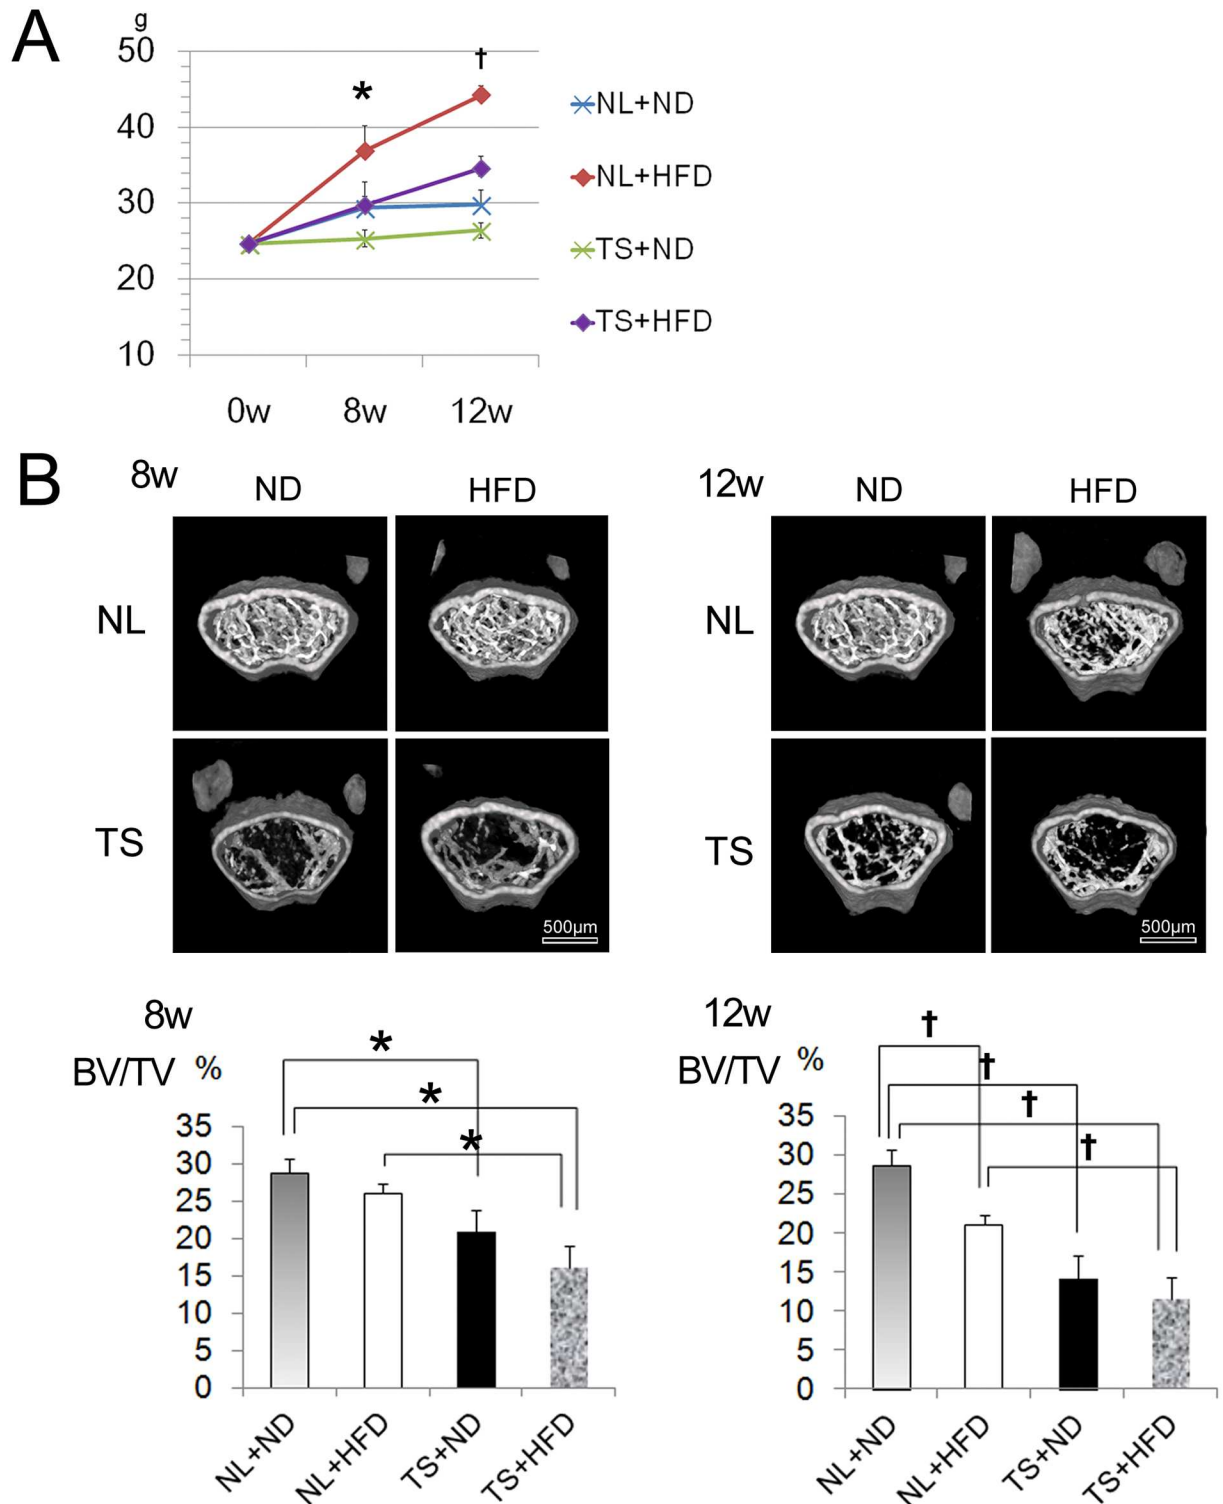 A
g
50
40
30
20
10
*
†
0w 8w 12w
NL+ND
NL+HFD
TS+ND
TS+HFD
B
8w
ND HFD
NL
TS
500µm
12w
ND HFD
NL
TS
500µm
8w
BV/TV %
*
*
*
35
30
25
20
15
10
5
0
NL+ND
NL+HFD
TS+ND
TS+HFD
12w
BV/TV %
†
†
†
†
35
30
25
20
15
10
5
0
NL+ND
NL+HFD
TS+ND
TS+HFD